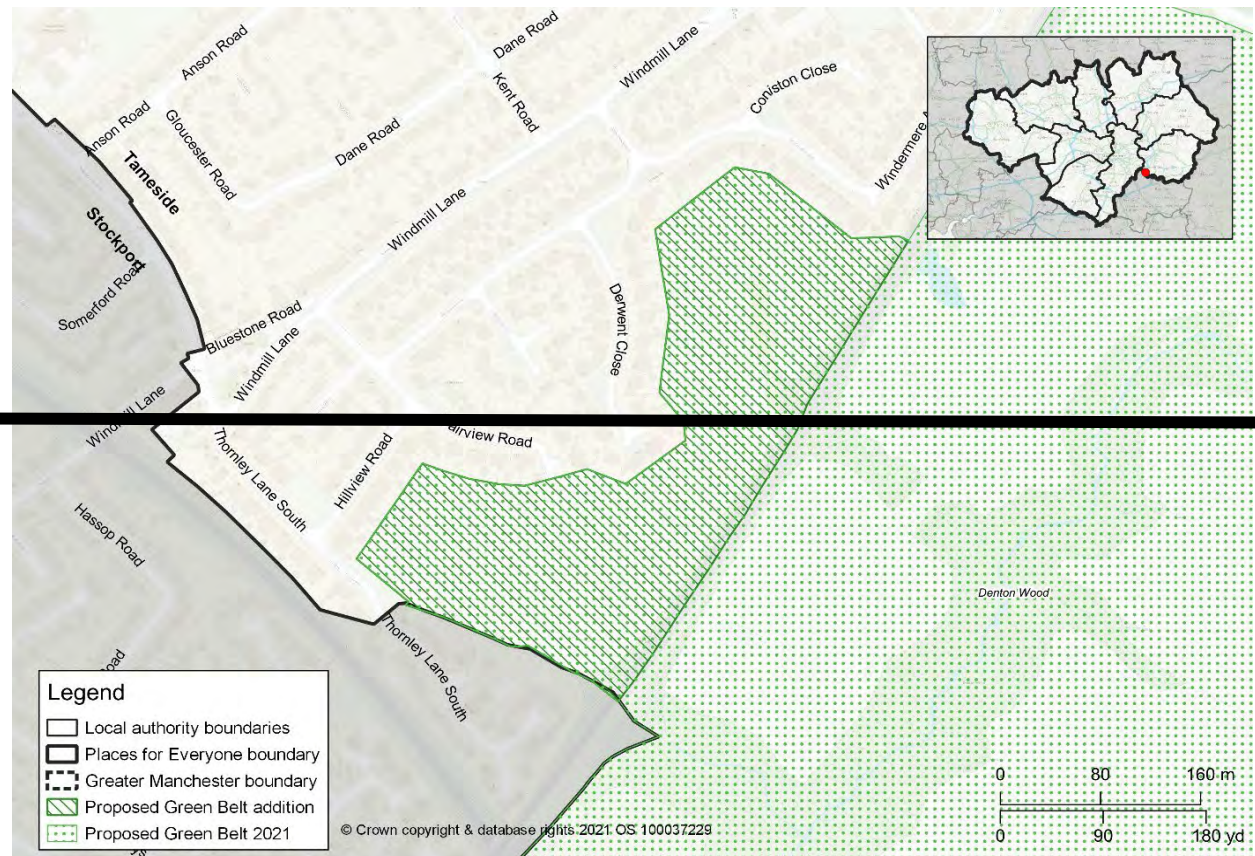 Anson Road
Dane Road
Windmill Lane
Kent Road
Coniston Close
Anson Road
Gloucester Road
Dane Road
Windermere
Tameside
Stockport
Windmill Lane
Somerford Road
Bluestone Road
Windmill Lane
Derwent Close
Windmill Lane
airview Road
Thornley Lane South
Hillview Road
Hassop Road
Denton Wood
Thornley Lane South
oad
Legend
Local authority boundaries
Places for Everyone boundary
Greater Manchester boundary
Proposed Green Belt addition
Proposed Green Belt 2021
© Crown copyright & database rights 2021 OS 100037229
0 80 160 m
0 90 180 yd